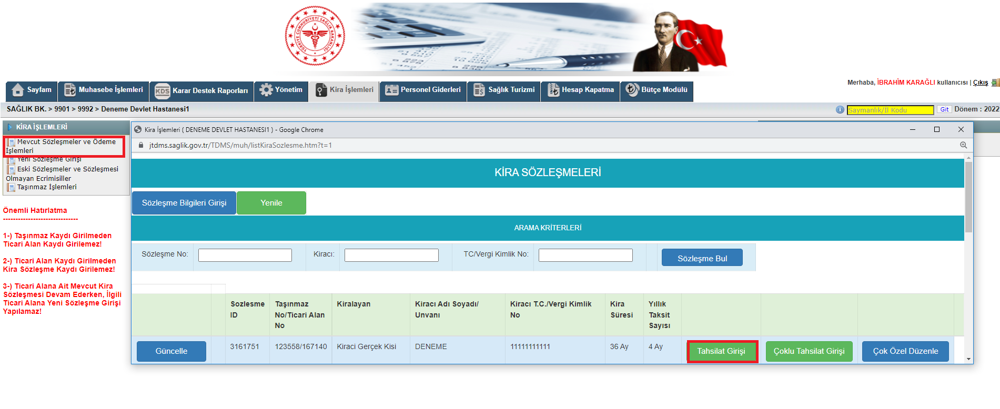 TÜRKİYE CUMHURİYETİ SAĞLIK BAKANLIĞI
Sayfam
Muhasebe İşlemleri
KDS
Karar Destek Raporları
Yönetim
Kira İşlemleri
Personel Giderleri
Sağlık Turizmi
Hesap Kapatma
Bütçe Modülü
Merhaba, İBRAHİM KARAĞLI kullanıcısı | Çıkış
SAĞLIK BK. > 9901 > 9992 > Deneme Devlet Hastanesi1
Saymanlık/İl Kodu
Git
Dönem : 2022
KİRA İŞLEMLERİ
Mevcut Sözleşmeler ve Ödeme
İşlemleri
Yeni Sözleşme Girişi
Eski Sözleşmeler ve Sözleşmesi
Olmayan Ecrimisiller
Taşınmaz İşlemleri
Önemli Hatırlatma
------------------------------
1-) Taşınmaz Kaydı Girilmeden
Ticari Alan Kaydı Girilemez!
2-) Ticari Alan Kaydı Girilmeden
Kira Sözleşme Kaydı Girilemez!
3-) Ticari Alana Ait Mevcut Kira
Sözleşmesi Devam Ederken, İlgili
Ticari Alana Yeni Sözleşme Girişi
Yapılamaz!
Kira İşlemleri ( DENEME DEVLET HASTANESI1 ) - Google Chrome
jtdms.saglik.gov.tr/TDMS/muh/listKiraSozlesme.htm?t=1
KİRA SÖZLEŞMELERİ
Sözleşme Bilgileri Girişi
Yenile
ARAMA KRİTERLERİ
Sözleşme No:
Kiracı:
TC/Vergi Kimlik No:
Sözleşme Bul
Sozlesme
ID
Taşınmaz
No/Ticari Alan
No
Kiralayan
Kiracı Adı Soyadı/
Unvanı
Kiracı T.C./Vergi Kimlik
No
Kira
Süresi
Yıllık
Taksit
Sayısı
Güncelle
3161751
123558/167140
Kiraci Gerçek Kisi
DENEME
11111111111
36 Ay
4 Ay
Tahsilat Girişi
Çoklu Tahsilat Girişi
Çok Özel Düzenle